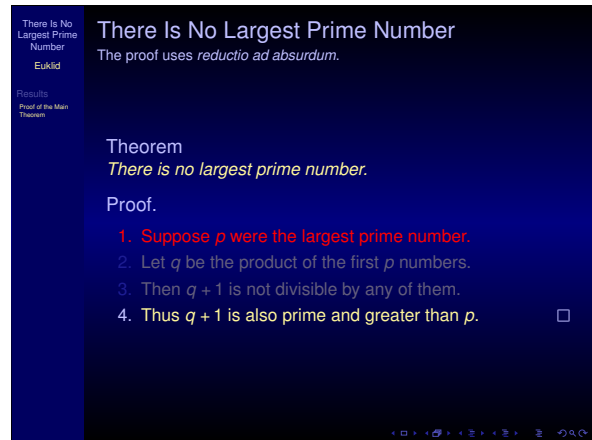 There Is No
Largest Prime
Number
Euklid
Results
Proof of the Main
Theorem
There Is No Largest Prime Number
The proof uses reductio ad absurdum.
Theorem
There is no largest prime number.
Proof.
1. Suppose p were the largest prime number.
2. Let q be the product of the first p numbers.
3. Then q + 1 is not divisible by any of them.
4. Thus q + 1 is also prime and greater than p. □